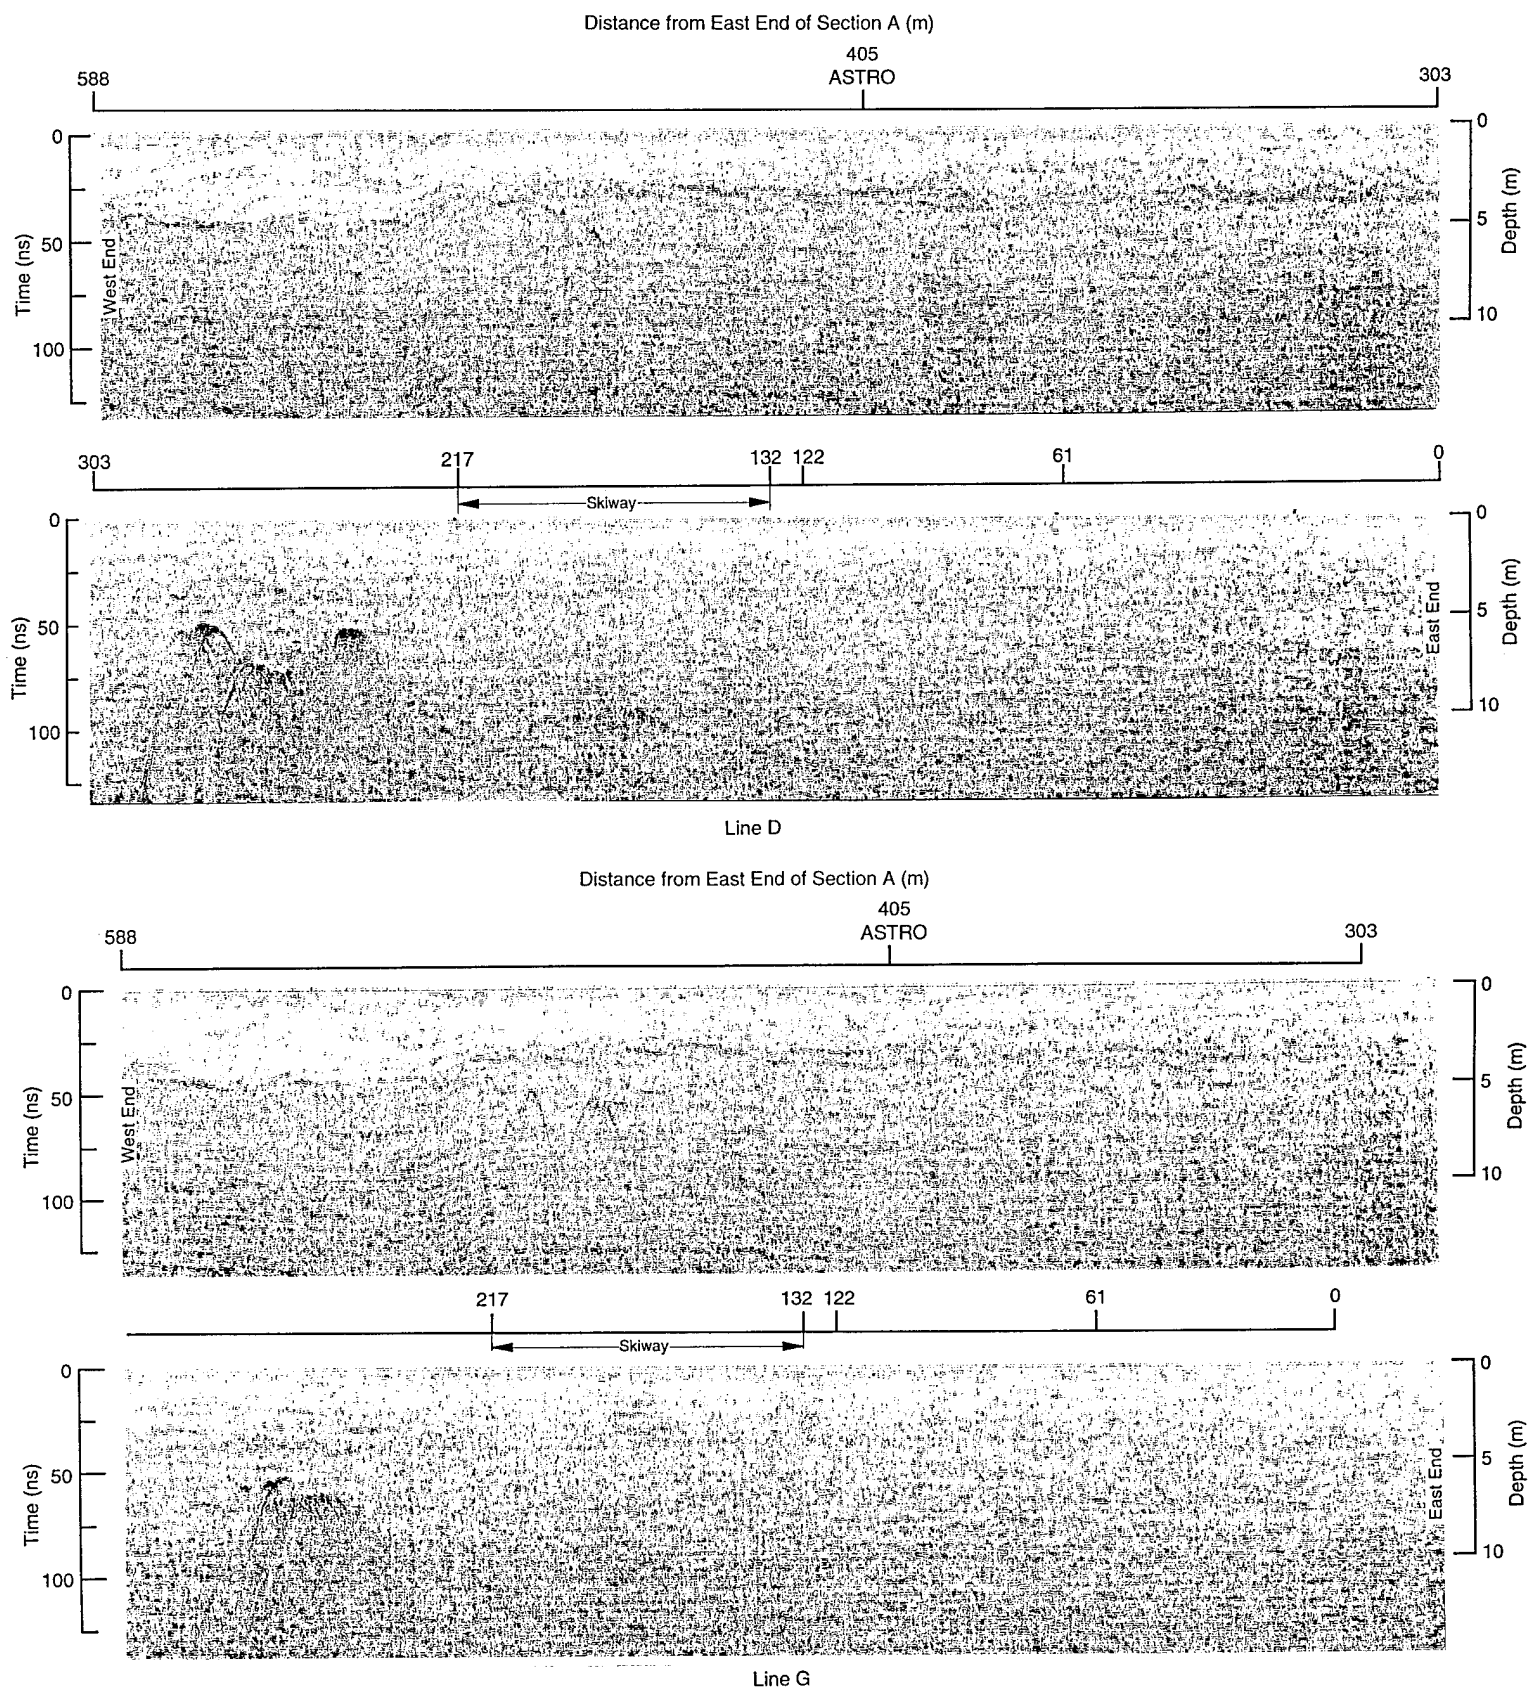 Distance from East End of Section A (m)
588
405
ASTRO
303
0
50
100
Time (ns)
West End
0
5
10
Depth (m)
303
217
132
122
61
0
Skiway
0
50
100
Time (ns)
East End
0
5
10
Depth (m)
Line D
Distance from East End of Section A (m)
588
405
ASTRO
303
0
50
100
Time (ns)
West End
0
5
10
Depth (m)
217
132
122
61
0
Skiway
0
50
100
Time (ns)
East End
0
5
10
Depth (m)
Line G